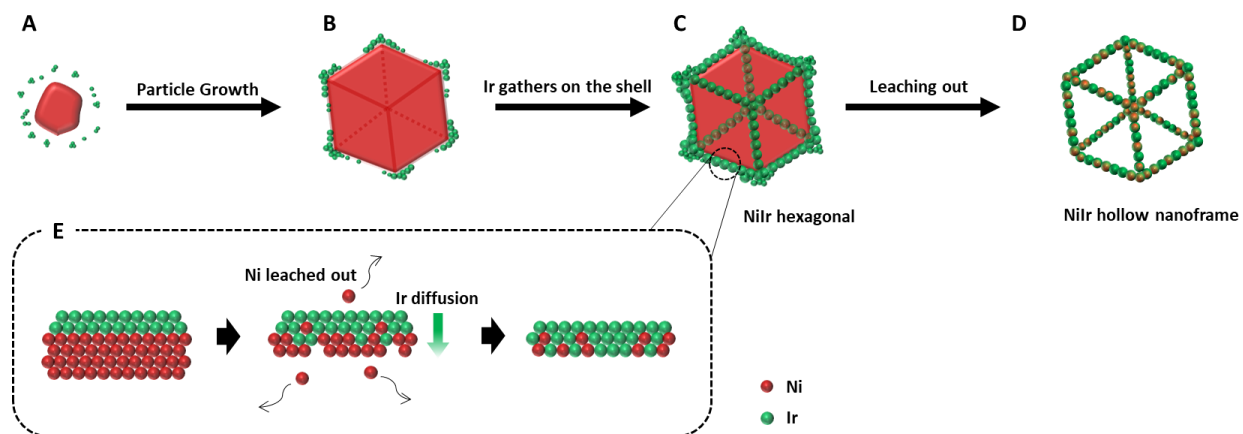 A
B
C
D
Particle Growth
Ir gathers on the shell
Leaching out
NiIr hexagonal
NiIr hollow nanoframe
E
Ni leached out
Ir diffusion
Ni
Ir